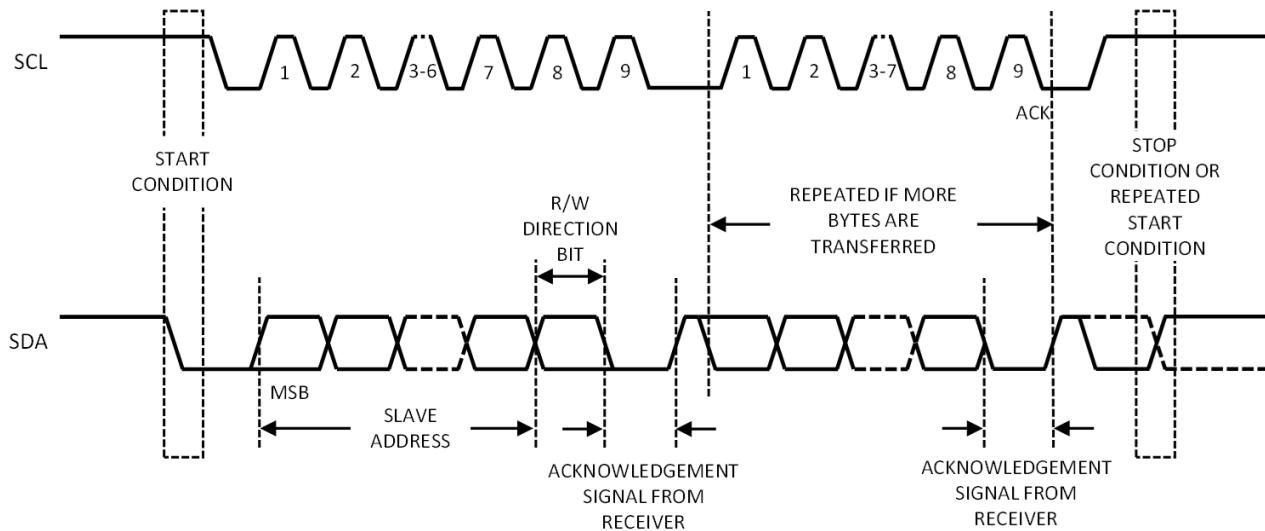 SCL
1
2
3-6
7
8
9
1
2
3-7
8
9
ACK
START
CONDITION
R/W
DIRECTION
BIT
REPEATED IF MORE
BYTES ARE
TRANSFERRED
STOP
CONDITION OR
REPEATED
START
CONDITION
SDA
MSB
SLAVE
ADDRESS
ACKNOWLEDGEMENT
SIGNAL FROM
RECEIVER
ACKNOWLEDGEMENT
SIGNAL FROM
RECEIVER